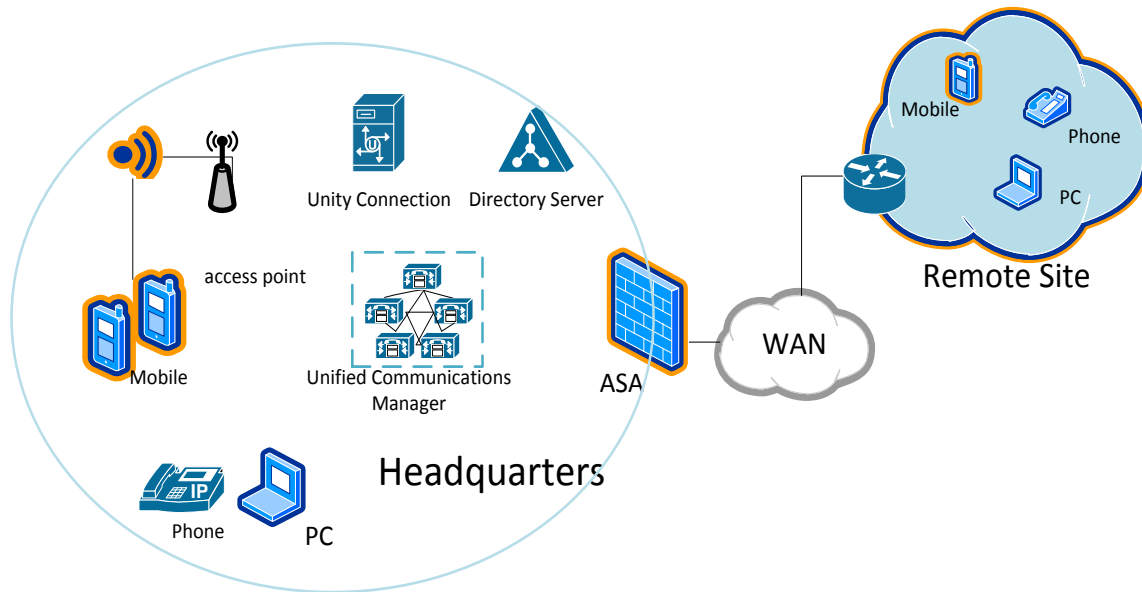 Mobile
Phone
PC
Remote Site
Unity Connection
Directory Server
access point
Mobile
Unified Communications
Manager
ASA
WAN
Headquarters
IP
Phone
PC
U